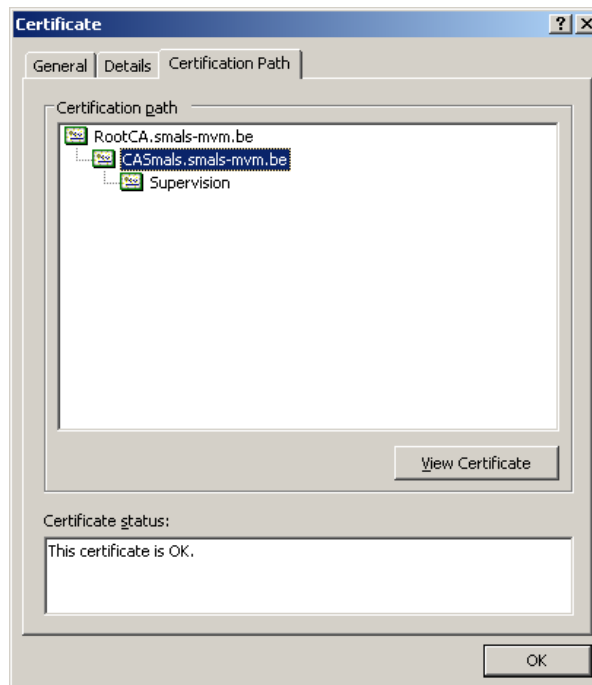 Certificate
General Details Certification Path
Certification path
RootCA.smals-mvm.be
CASmals.smals-mvm.be
Supervision
View Certificate
Certificate status:
This certificate is OK.
OK